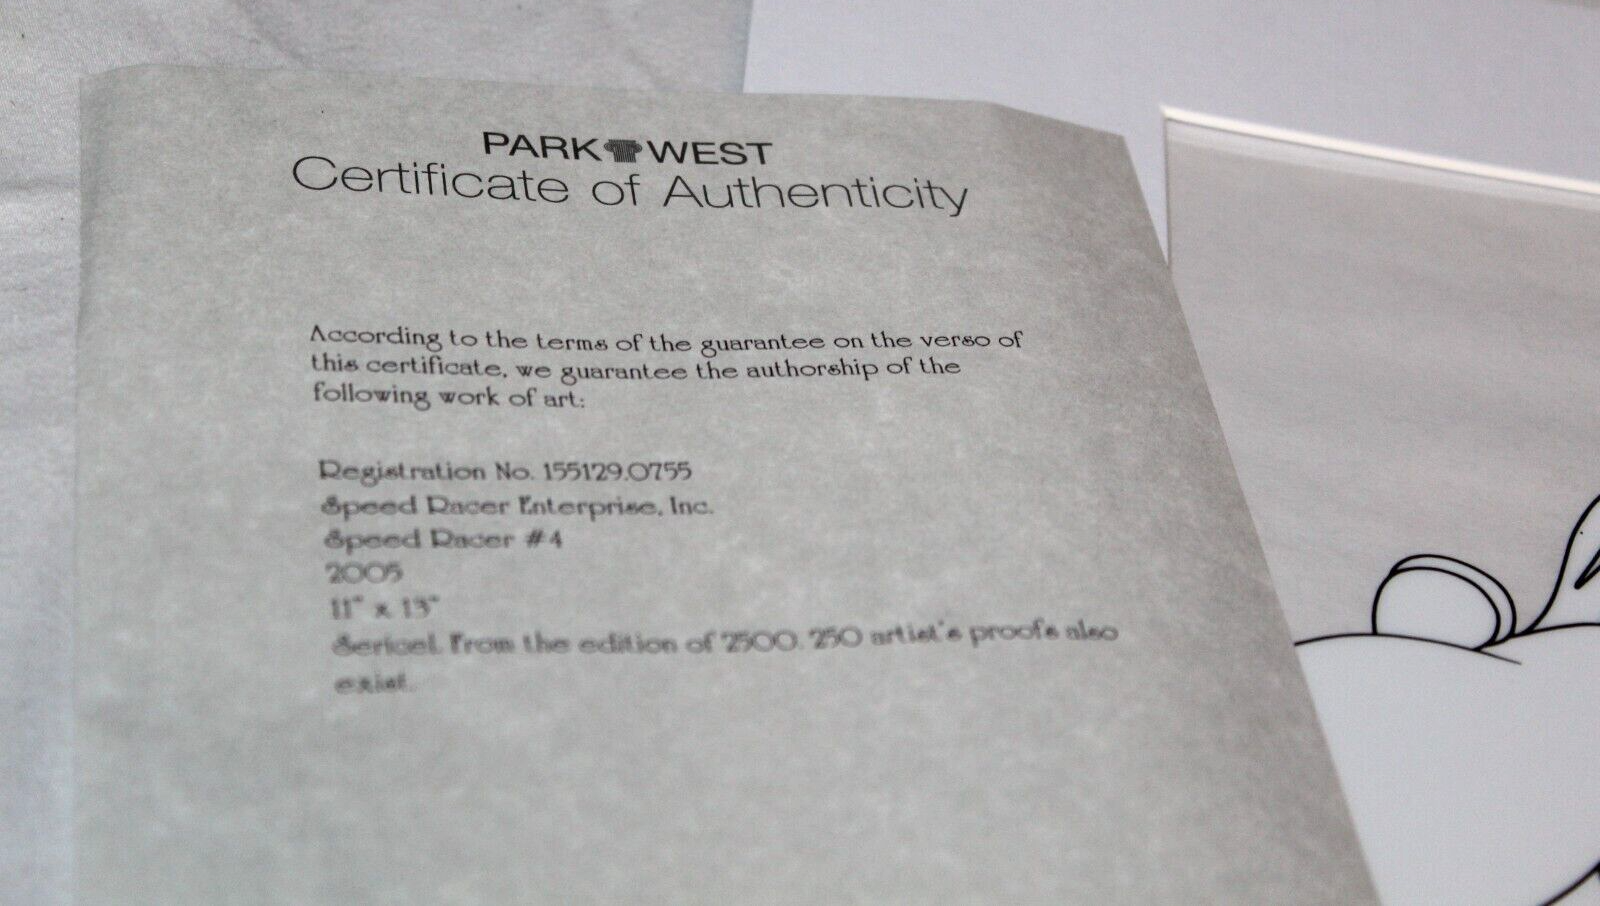 PARK WEST
Certificate of Authenticity
According to the terms of the guarantee on the verso of
this certificate, we guarantee the authorship of the
following work of art:
Registration No. 155129.0755
Speed Racer Enterprise, Inc.
Speed Racer #4
2005
11" x 13"
Sericel. From the edition of 2500. 250 artist's proofs also
exist.